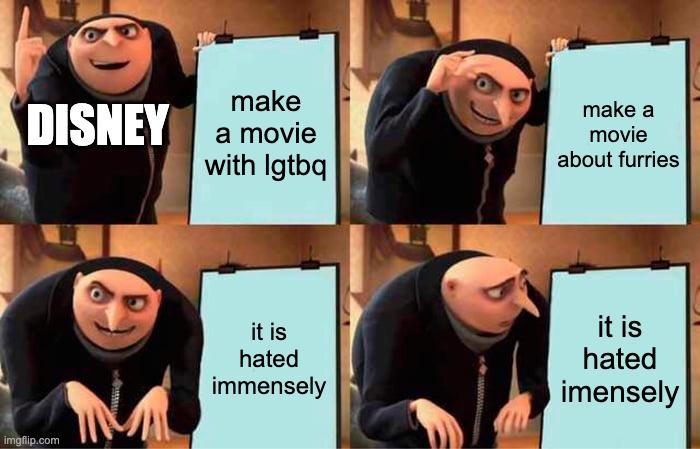 DISNEY
make
a movie
with lgtbq
make a
movie
about furries
it is
hated
immensely
it is
hated
imensely
imgflip.com